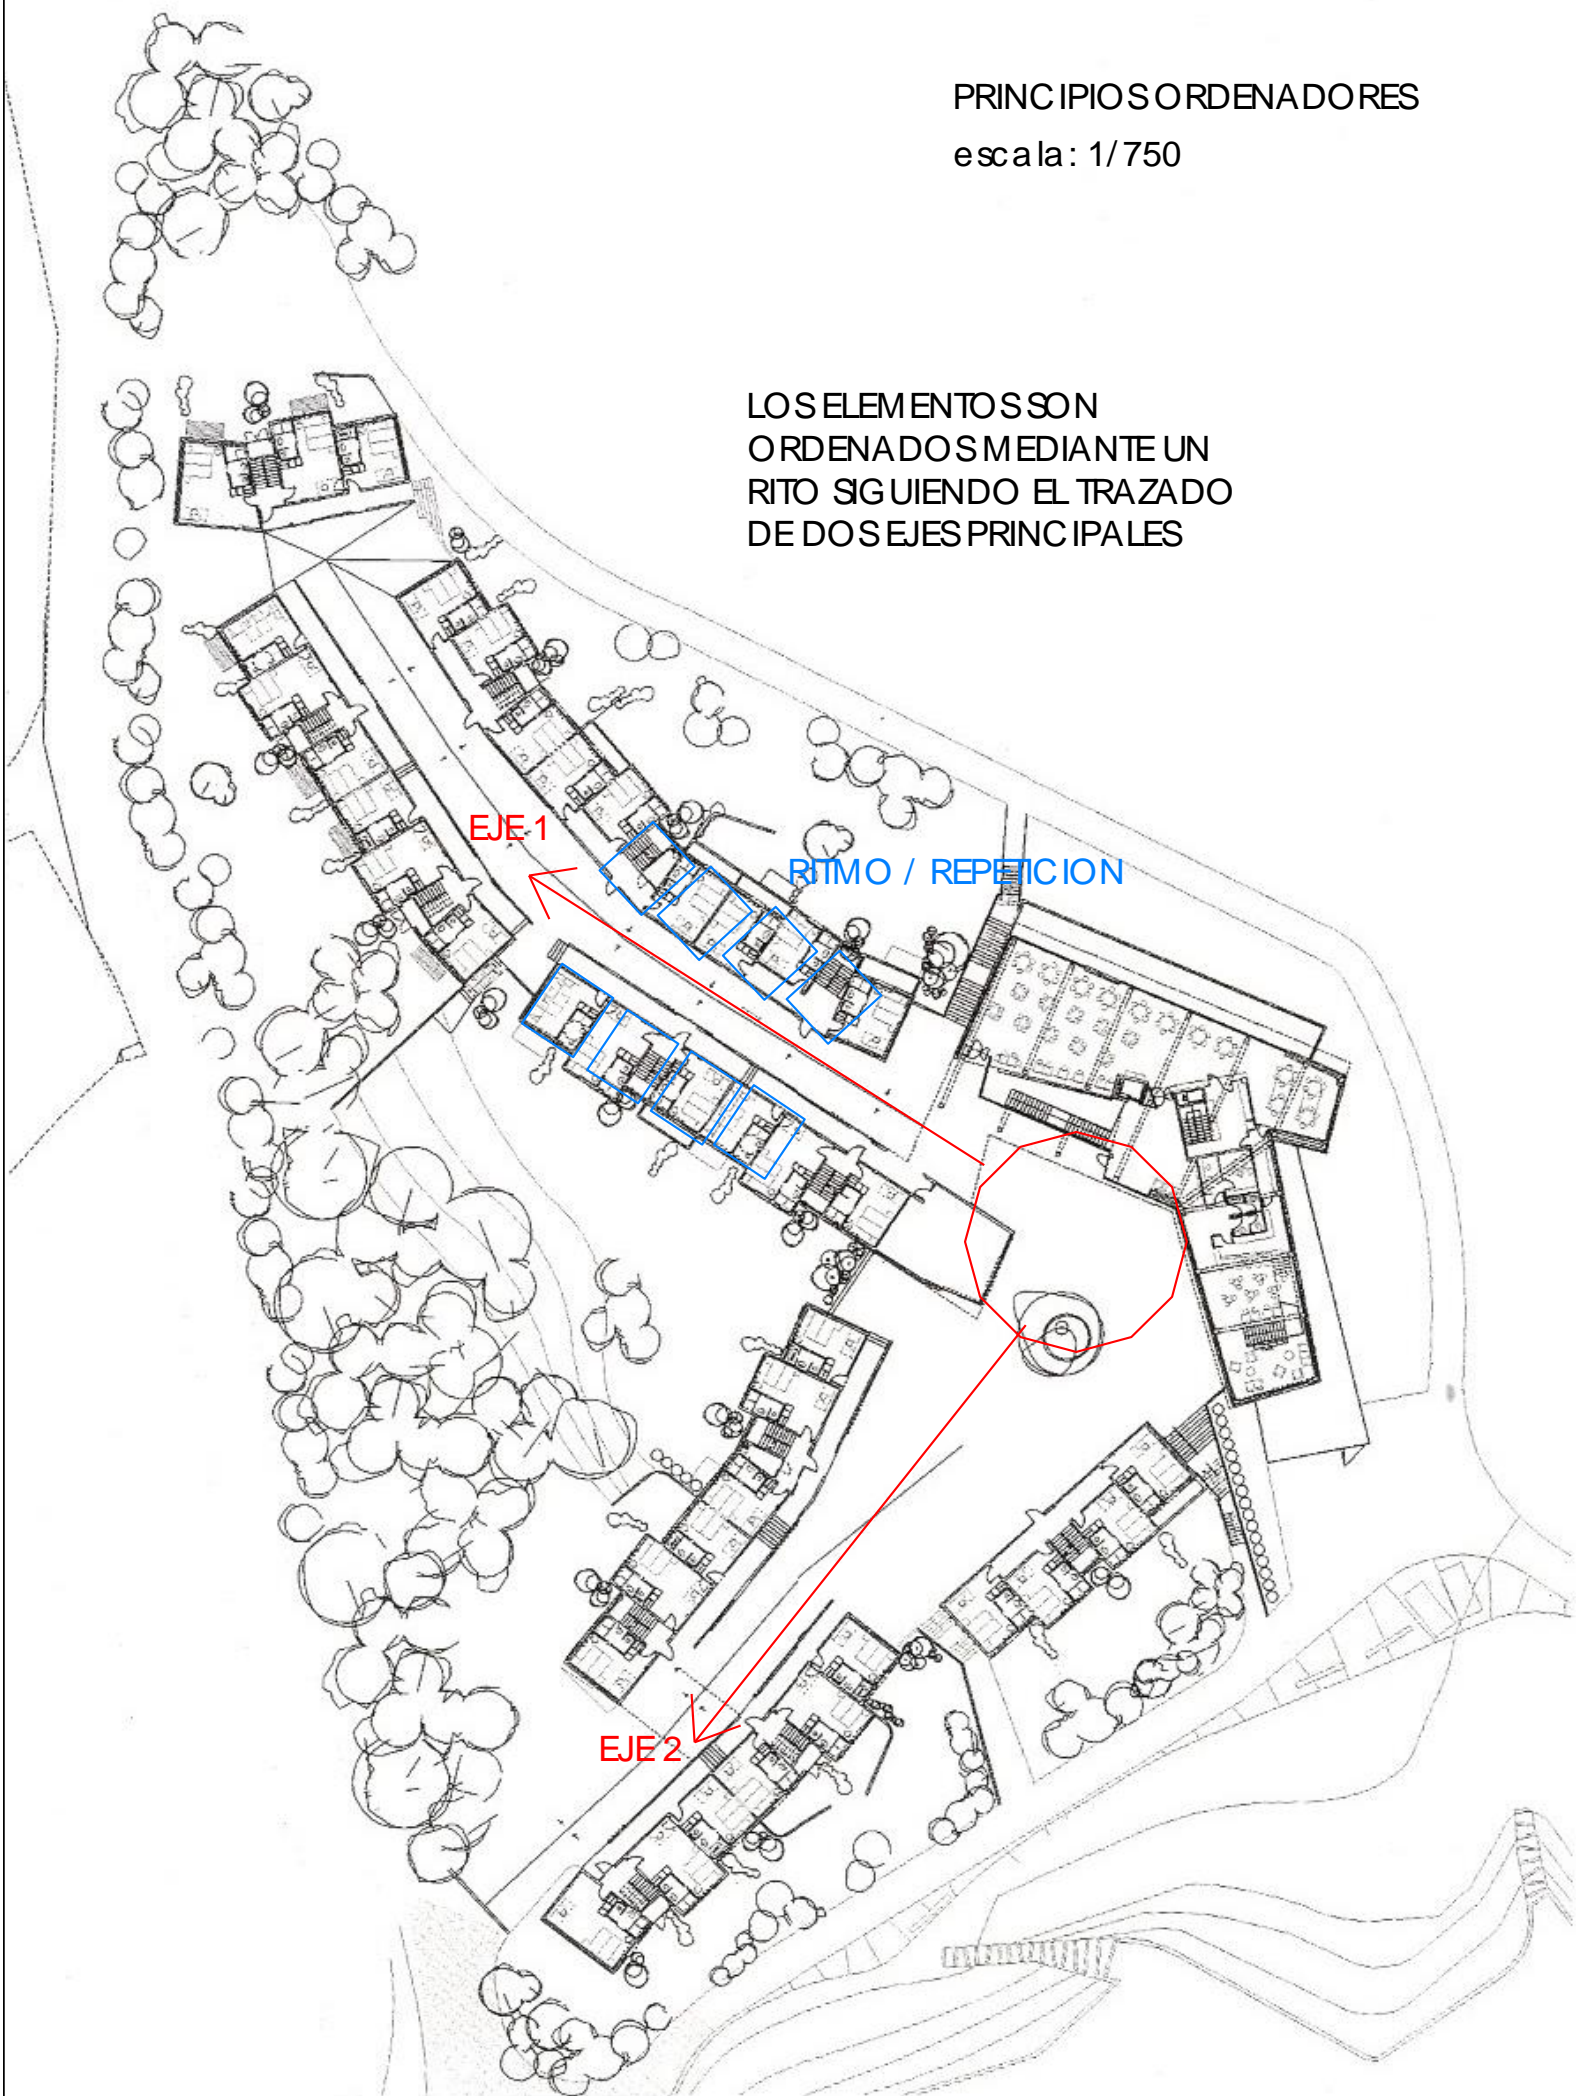 PRINCIPIOS ORDENADORES
escala: 1/750
LOS ELEMENTOS SON
ORDENADOS MEDIANTE UN
RITO SIGUIENDO EL TRAZADO
DE DOS EJES PRINCIPALES
EJE 1
RITMO / REPETICION
EJE 2